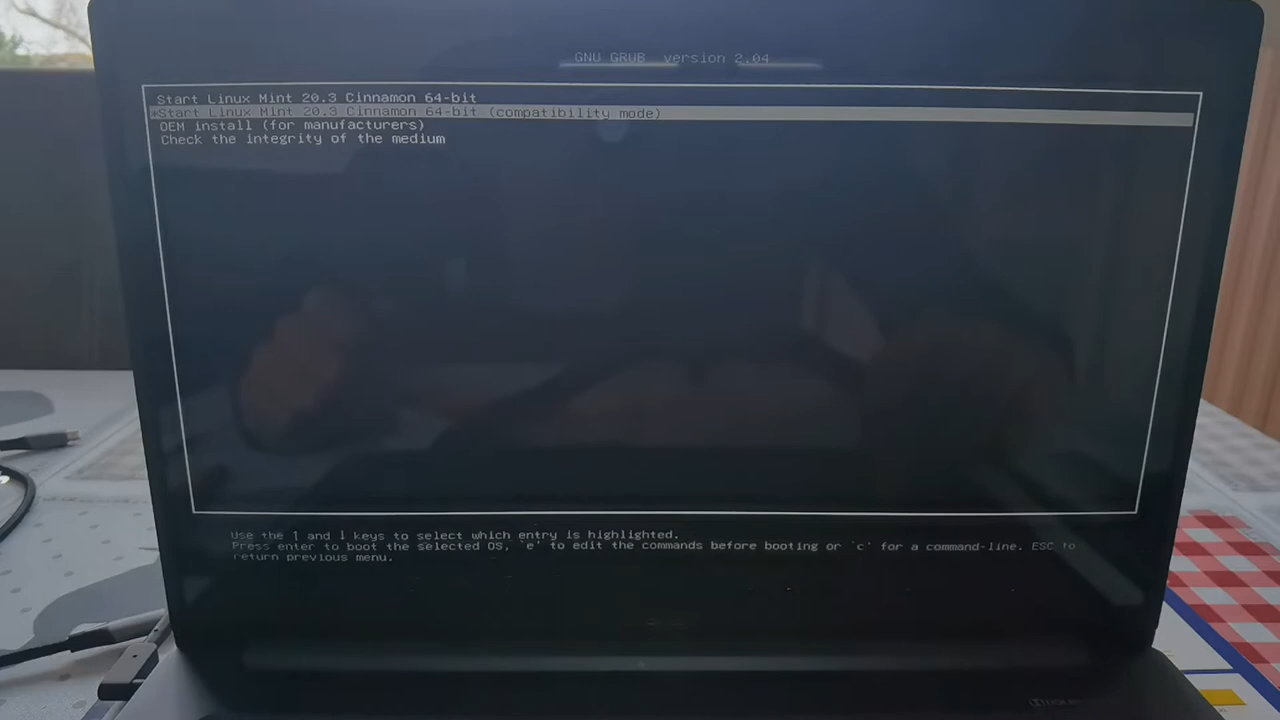 GNU GRUB version 2.04
Start Linux Mint 20.3 Cinnamon 64-bit
*Start Linux Mint 20.3 Cinnamon 64-bit (compatibility mode)
OEM install (for manufacturers)
Check the integrity of the medium
Use the ↑ and ↓ keys to select which entry is highlighted.
Press enter to boot the selected OS, `e' to edit the commands before booting or `c' for a command-line. ESC to
return previous menu.